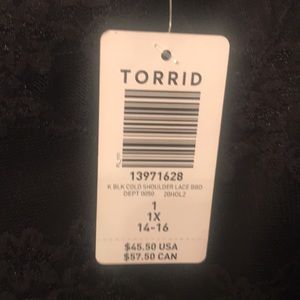 TORRID
13971628
K BLK COLD SHOULDER LACE BBD
DEPT 0050 20HOL2
1
1X
14-16
$45.50 USA
$57.50 CAN